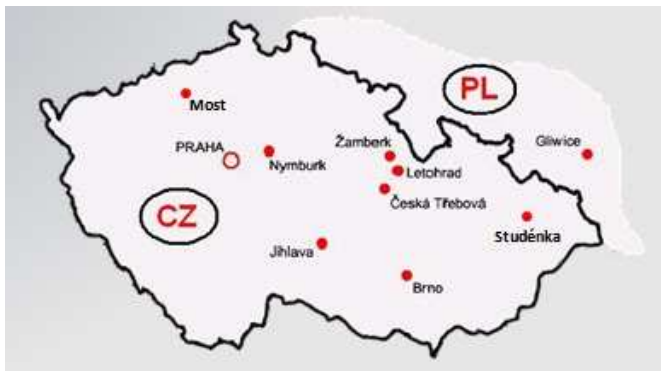 PL
Most
Žamberk
PRAHA
Gliwice
Nymburk
Letohrad
Česká Třebová
CZ
Studénka
Jihlava
Brno